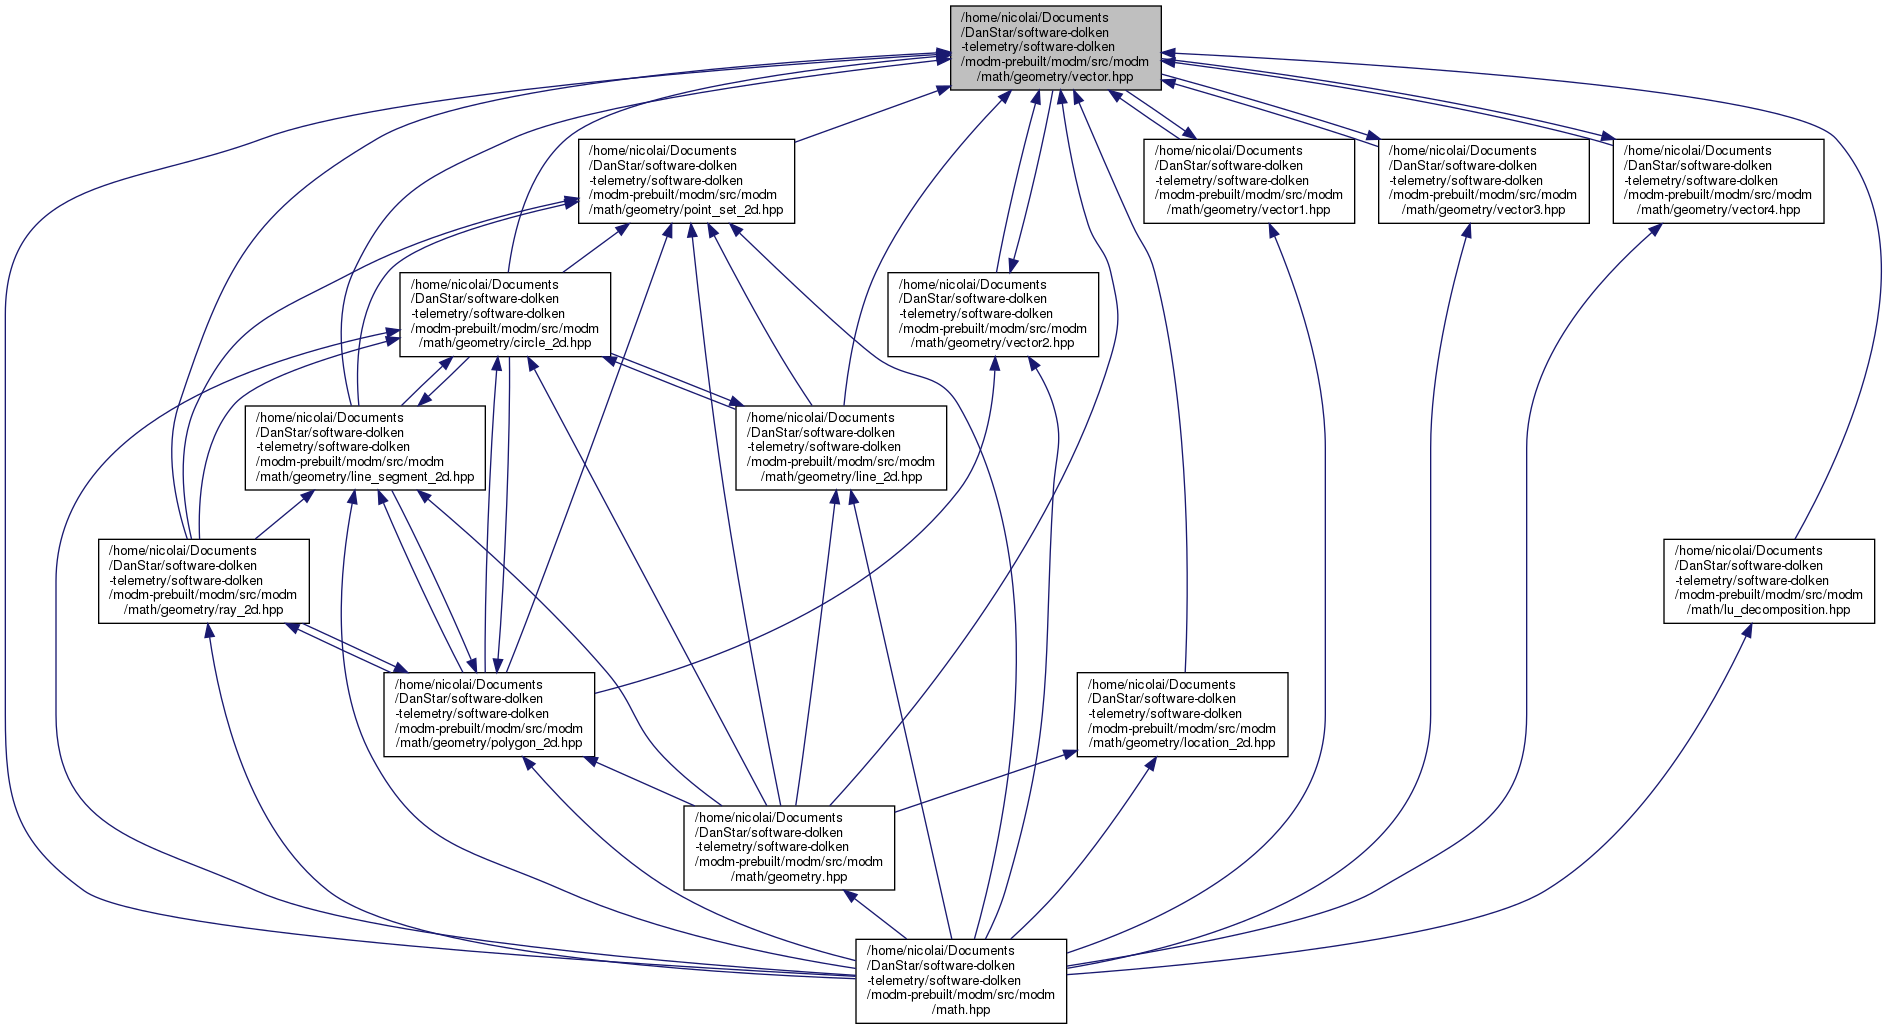 /home/nicolai/Documents
/DanStar/software-dolken
-telemetry/software-dolken
/modm-prebuilt/modm/src/modm
/math/geometry/vector.hpp
/home/nicolai/Documents
/DanStar/software-dolken
-telemetry/software-dolken
/modm-prebuilt/modm/src/modm
/math/geometry/point_set_2d.hpp
/home/nicolai/Documents
/DanStar/software-dolken
-telemetry/software-dolken
/modm-prebuilt/modm/src/modm
/math/geometry/vector1.hpp
/home/nicolai/Documents
/DanStar/software-dolken
-telemetry/software-dolken
/modm-prebuilt/modm/src/modm
/math/geometry/vector3.hpp
/home/nicolai/Documents
/DanStar/software-dolken
-telemetry/software-dolken
/modm-prebuilt/modm/src/modm
/math/geometry/vector4.hpp
/home/nicolai/Documents
/DanStar/software-dolken
-telemetry/software-dolken
/modm-prebuilt/modm/src/modm
/math/geometry/circle_2d.hpp
/home/nicolai/Documents
/DanStar/software-dolken
-telemetry/software-dolken
/modm-prebuilt/modm/src/modm
/math/geometry/vector2.hpp
/home/nicolai/Documents
/DanStar/software-dolken
-telemetry/software-dolken
/modm-prebuilt/modm/src/modm
/math/geometry/line_segment_2d.hpp
/home/nicolai/Documents
/DanStar/software-dolken
-telemetry/software-dolken
/modm-prebuilt/modm/src/modm
/math/geometry/line_2d.hpp
/home/nicolai/Documents
/DanStar/software-dolken
-telemetry/software-dolken
/modm-prebuilt/modm/src/modm
/math/geometry/ray_2d.hpp
/home/nicolai/Documents
/DanStar/software-dolken
-telemetry/software-dolken
/modm-prebuilt/modm/src/modm
/math/lu_decomposition.hpp
/home/nicolai/Documents
/DanStar/software-dolken
-telemetry/software-dolken
/modm-prebuilt/modm/src/modm
/math/geometry/polygon_2d.hpp
/home/nicolai/Documents
/DanStar/software-dolken
-telemetry/software-dolken
/modm-prebuilt/modm/src/modm
/math/geometry/location_2d.hpp
/home/nicolai/Documents
/DanStar/software-dolken
-telemetry/software-dolken
/modm-prebuilt/modm/src/modm
/math/geometry.hpp
/home/nicolai/Documents
/DanStar/software-dolken
-telemetry/software-dolken
/modm-prebuilt/modm/src/modm
/math.hpp